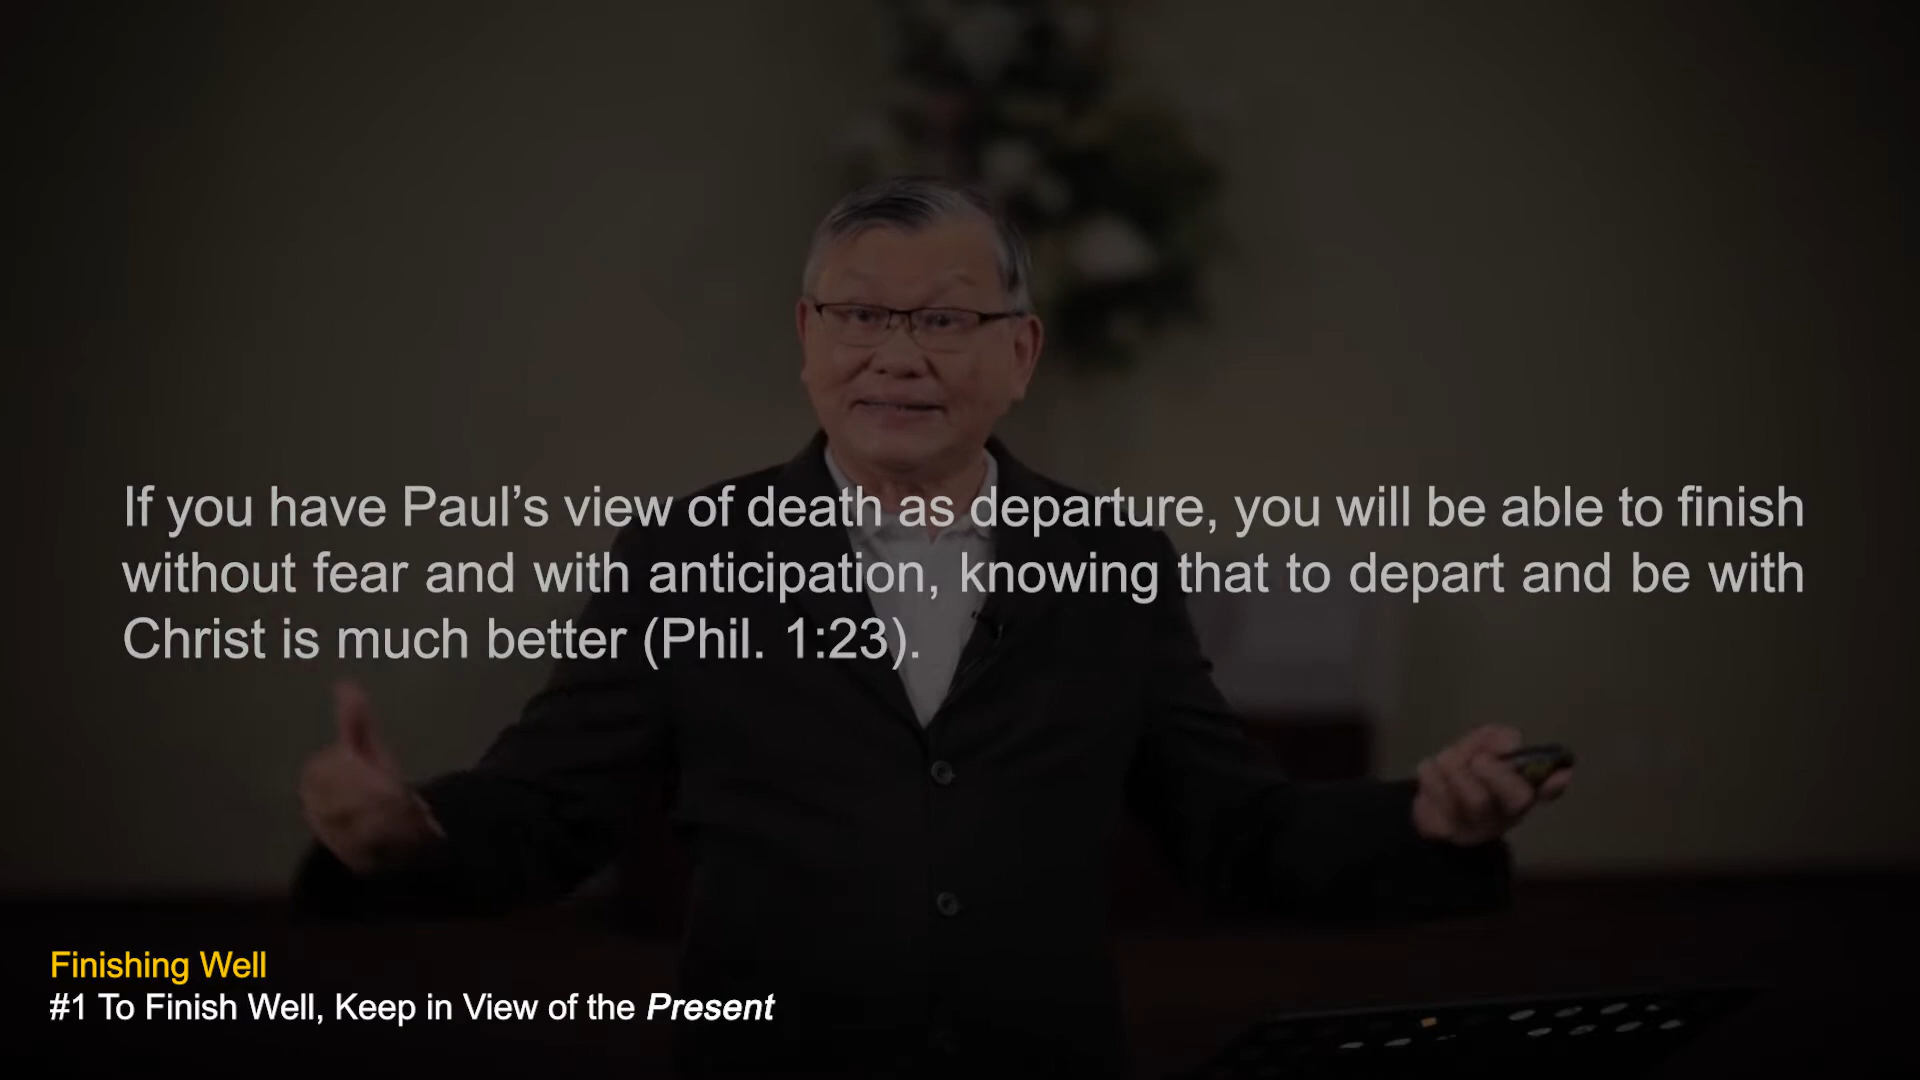 If you have Paul’s view of death as departure, you will be able to finish
without fear and with anticipation, knowing that to depart and be with
Christ is much better (Phil. 1:23).
Finishing Well
#1 To Finish Well, Keep in View of the Present